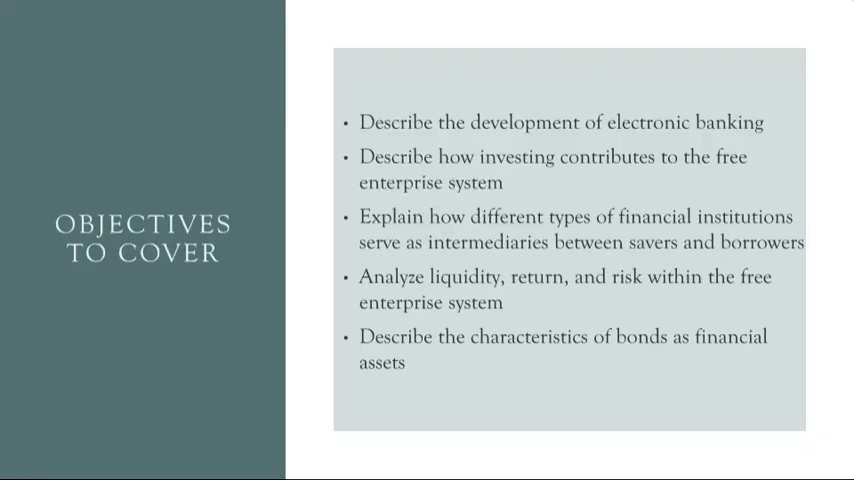 OBJECTIVES
TO COVER
• Describe the development of electronic banking
• Describe how investing contributes to the free
enterprise system
• Explain how different types of financial institutions
serve as intermediaries between savers and borrowers
• Analyze liquidity, return, and risk within the free
enterprise system
• Describe the characteristics of bonds as financial
assets